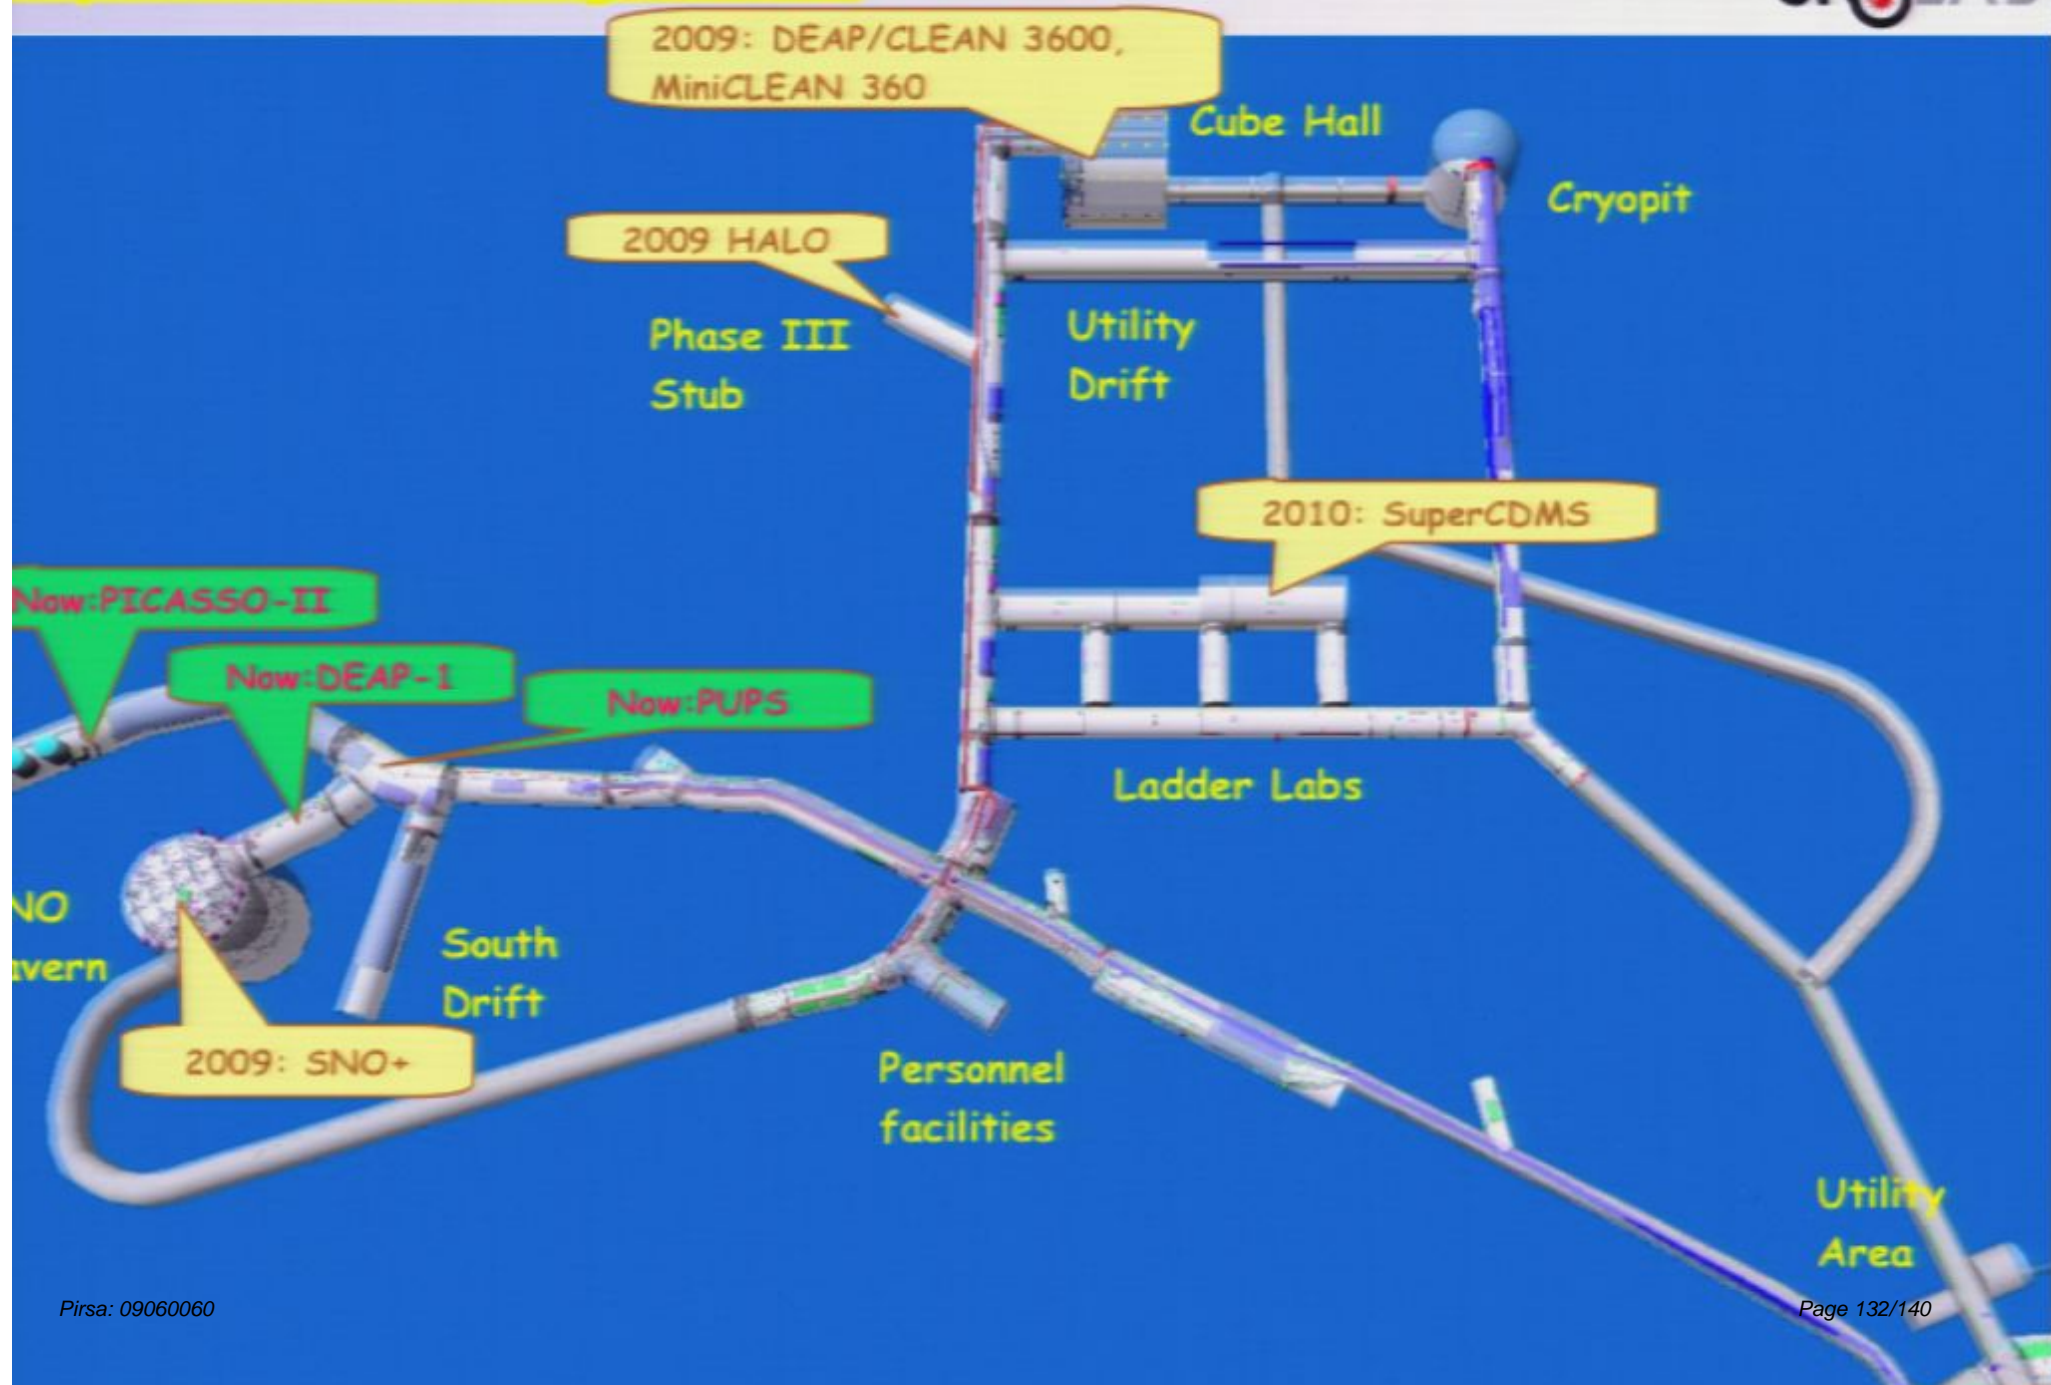 2009: DEAP/CLEAN 3600,
MiniCLEAN 360
Cube Hall
Cryopit
2009 HALO
Phase III
Stub
Utility
Drift
2010: SuperCDMS
Now:PICASSO-II
Now:DEAP-1
Now:PUPS
Ladder Labs
NO
avern
South
Drift
2009: SNO+
Personnel
facilities
Utility
Area
Pirsa: 09060060
Page 132/140